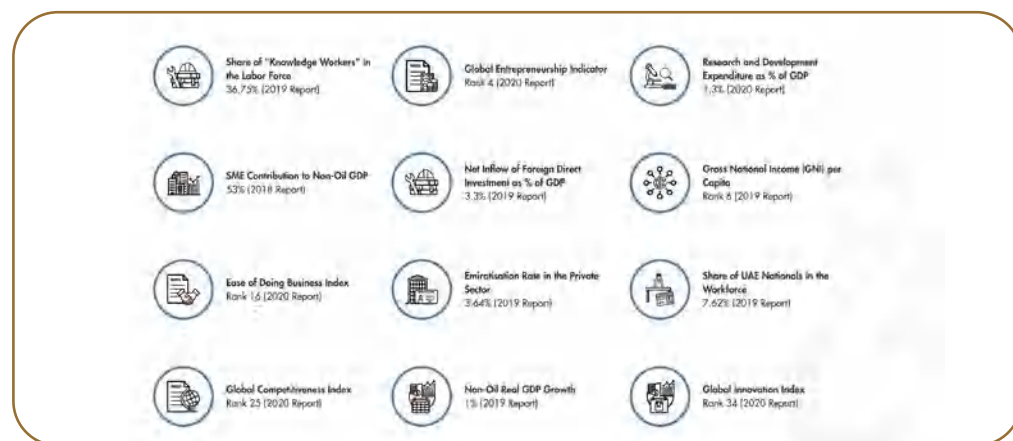 Share of "Knowledge Workers" in
the Labor Force
36.75% (2019 Report)
Global Entrepreneurship Indicator
Rank 4 (2020 Report)
Research and Development
Expenditure as % of GDP
1.3% (2020 Report)
SME Contribution to Non-Oil GDP
53% (2018 Report)
Net Inflow of Foreign Direct
Investment as % of GDP
3.3% (2019 Report)
Gross National Income (GNI) per
Capita
Rank 6 (2019 Report)
Ease of Doing Business Index
Rank 16 (2020 Report)
Emiratisation Rate in the Private
Sector
3.64% (2019 Report)
Share of UAE Nationals in the
Workforce
7.62% (2019 Report)
Global Competitiveness Index
Rank 25 (2020 Report)
Non-Oil Real GDP Growth
1% (2019 Report)
Global Innovation Index
Rank 34 (2020 Report)